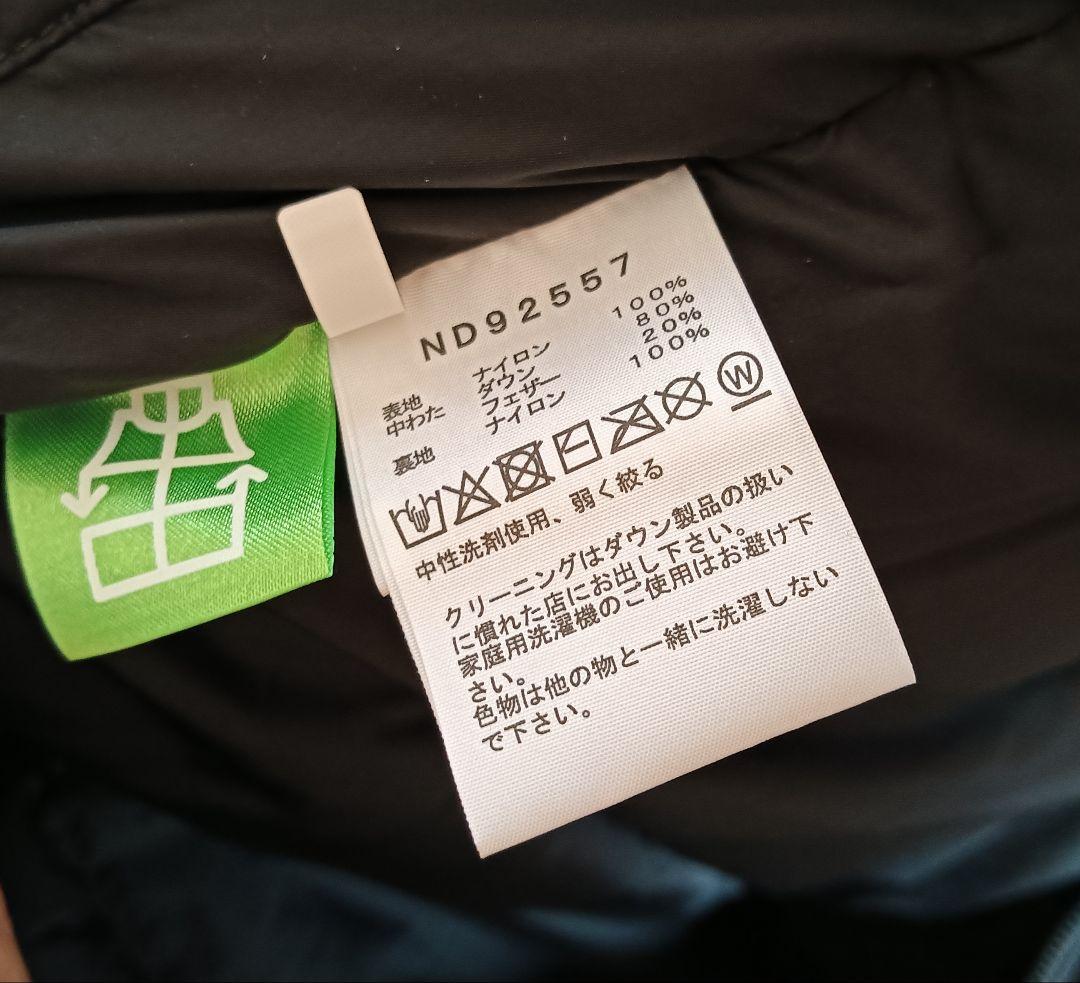 ND92557
表地 ナイロン 100%
中わた ダウン 80%
フェザー 20%
裏地 ナイロン 100%
W
中性洗剤使用、弱く絞る
クリーニングはダウン製品の扱い
に慣れた店にお出し下さい。
家庭用洗濯機のご使用はお避け下
さい。
色物は他の物と一緒に洗濯しない
で下さい。